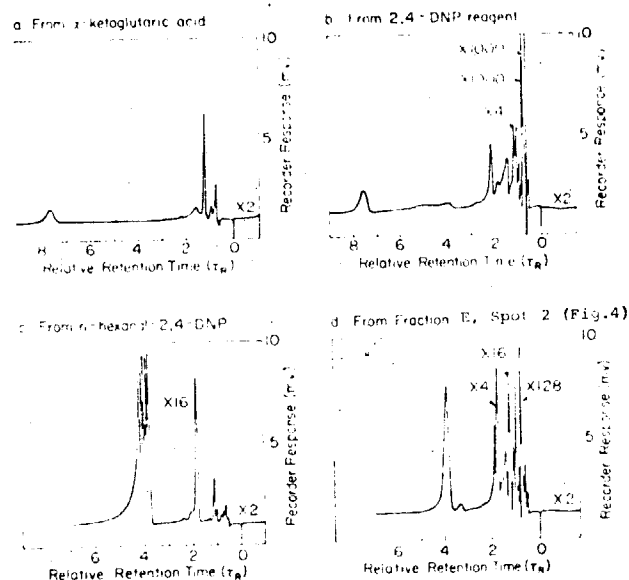 a From α-ketoglutaric acid
10
5
Recorder Response (mv)
X2
8 6 4 2 0
Relative Retention Time (τR)
b From 2,4-DNP reagent
10
X1000
X4
5
Recorder Response (mv)
X2
8 6 4 2 0
Relative Retention Time (τR)
c From n-hexanal-2,4-DNP
10
X16
5
Recorder Response (mv)
X2
6 4 2 0
Relative Retention Time (τR)
d From Fraction E, Spot 2 (Fig.4)
10
X16
X4
X128
5
Recorder Response (mv)
X2
6 4 2 0
Relative Retention Time (τR)